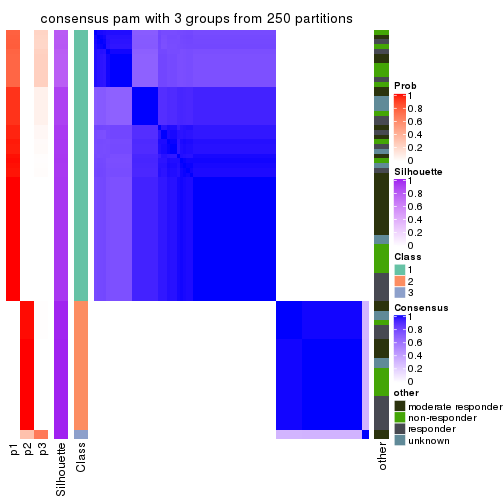 consensus pam with 3 groups from 250 partitions
Prob
1
0.8
0.6
0.4
0.2
0
Silhouette
1
0.8
0.6
0.4
0.2
0
Class
1
2
3
Consensus
1
0.8
0.6
0.4
0.2
0
other
moderate responder
non-responder
responder
unknown
p1
p2
p3
Silhouette
Class
other